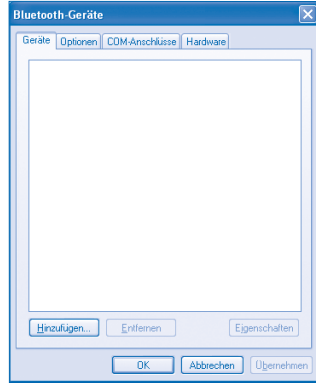 Bluetooth-Geräte
Geräte Optionen COM-Anschlüsse Hardware
Hinzufügen... Entfernen Eigenschaften
OK Abbrechen Übernehmen